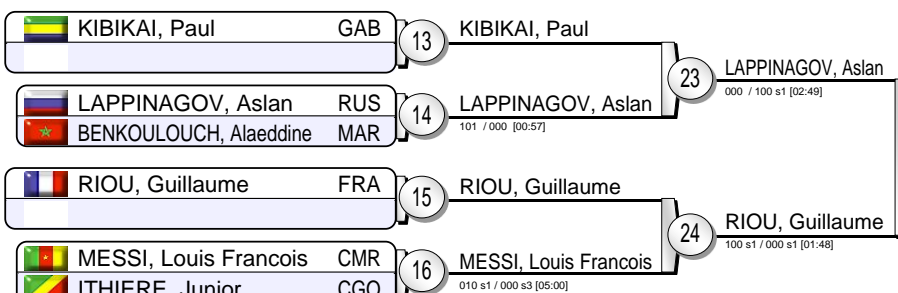 KIBIKAI, Paul GAB
13
KIBIKAI, Paul
23
LAPPINAGOV, Aslan
000 / 100 s1 [02:49]
LAPPINAGOV, Aslan RUS
BENKOULOUCH, Alaeddine MAR
14
LAPPINAGOV, Aslan
101 / 000 [00:57]
RIOU, Guillaume FRA
15
RIOU, Guillaume
24
RIOU, Guillaume
100 s1 / 000 s1 [01:48]
MESSI, Louis Francois CMR
ITHIERE, Junior CGO
16
MESSI, Louis Francois
010 s1 / 000 s3 [05:00]